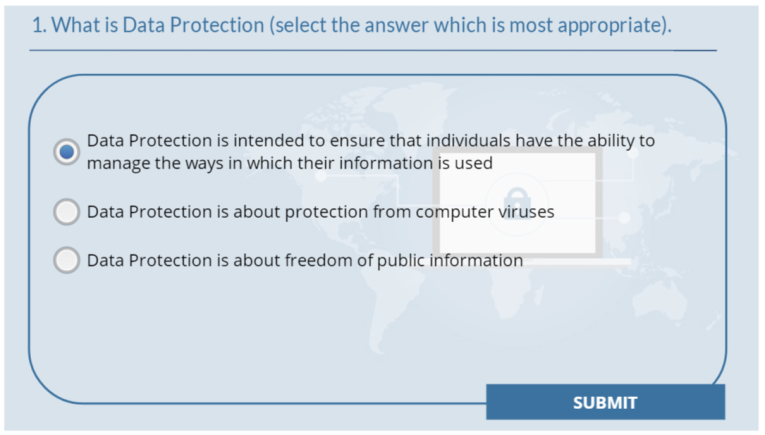 1. What is Data Protection (select the answer which is most appropriate).
Data Protection is intended to ensure that individuals have the ability to
manage the ways in which their information is used
Data Protection is about protection from computer viruses
Data Protection is about freedom of public information
SUBMIT